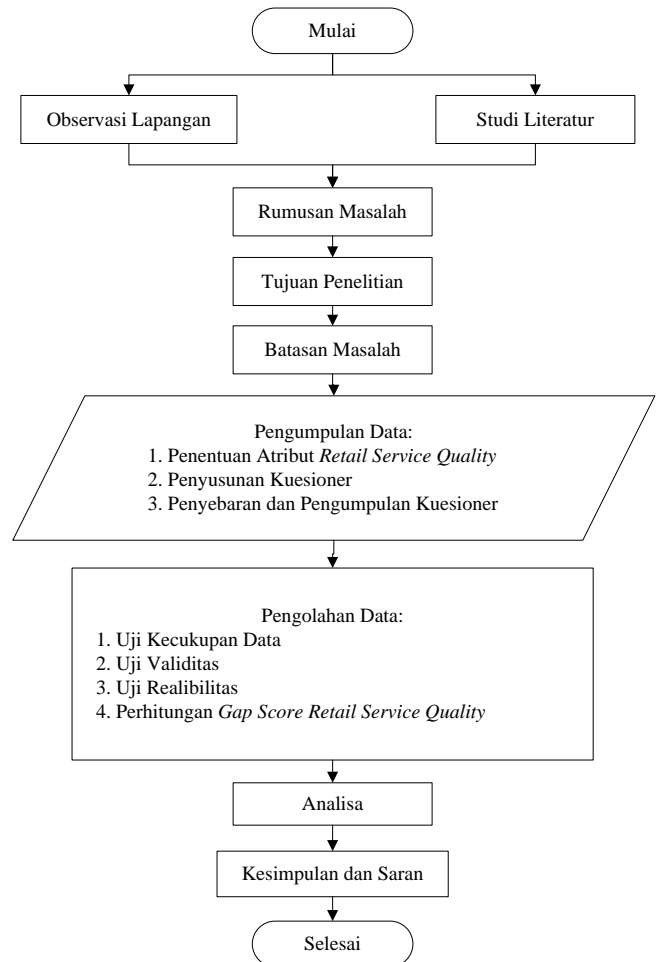 Mulai
Observasi Lapangan
Studi Literatur
Rumusan Masalah
Tujuan Penelitian
Batasan Masalah
Pengumpulan Data:
1. Penentuan Atribut Retail Service Quality
2. Penyusunan Kuesioner
3. Penyebaran dan Pengumpulan Kuesioner
Pengolahan Data:
1. Uji Kecukupan Data
2. Uji Validitas
3. Uji Realibilitas
4. Perhitungan Gap Score Retail Service Quality
Analisa
Kesimpulan dan Saran
Selesai